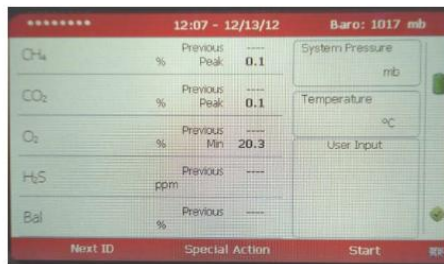 ******** 12:07 - 12/13/12 Baro: 1017 mb
CH₄ % Previous ----
Peak 0.1
CO₂ % Previous ----
Peak 0.1
O₂ % Previous ----
Min 20.3
H₂S ppm Previous ----
Bal % Previous ----
System Pressure
mb
Temperature
°C
User Input
Next ID Special Action Start